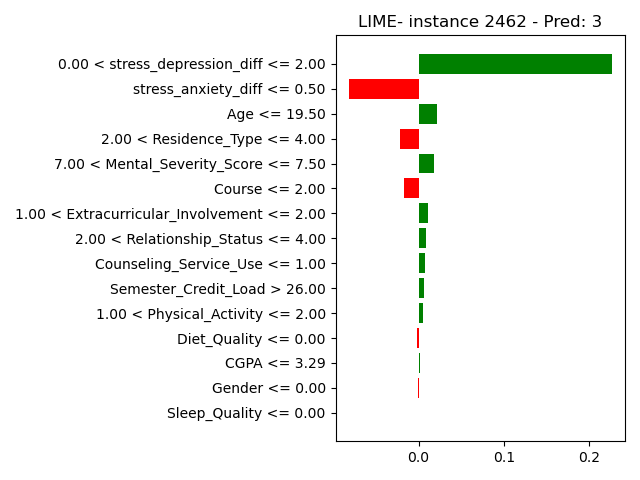 LIME- instance 2462 - Pred: 3
0.00 < stress_depression_diff <= 2.00
stress_anxiety_diff <= 0.50
Age <= 19.50
2.00 < Residence_Type <= 4.00
7.00 < Mental_Severity_Score <= 7.50
Course <= 2.00
1.00 < Extracurricular_Involvement <= 2.00
2.00 < Relationship_Status <= 4.00
Counseling_Service_Use <= 1.00
Semester_Credit_Load > 26.00
1.00 < Physical_Activity <= 2.00
Diet_Quality <= 0.00
CGPA <= 3.29
Gender <= 0.00
Sleep_Quality <= 0.00
0.0 0.1 0.2